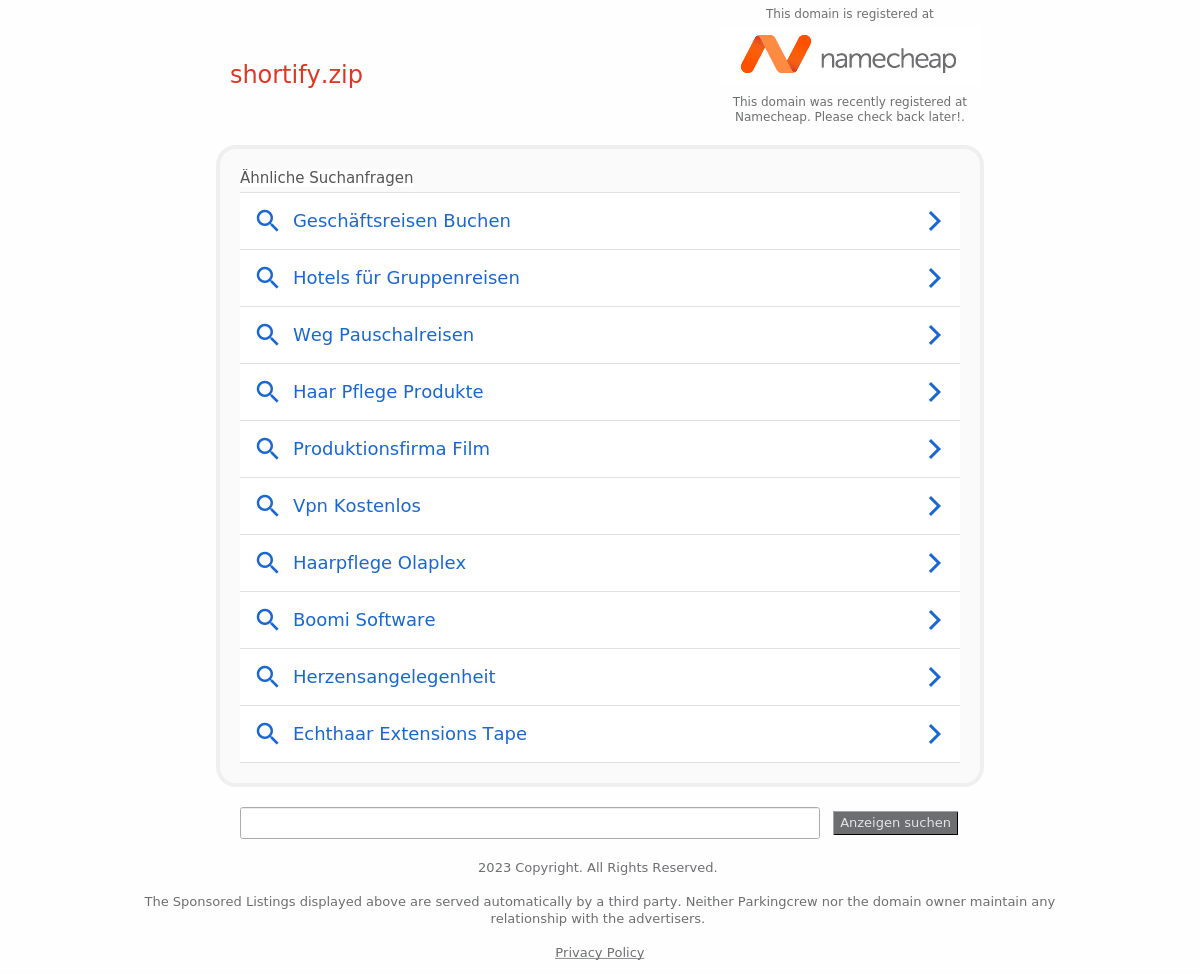 This domain is registered at
namecheap
shortify.zip
This domain was recently registered at
Namecheap. Please check back later!.
Ähnliche Suchanfragen
Geschäftsreisen Buchen
Hotels für Gruppenreisen
Weg Pauschalreisen
Haar Pflege Produkte
Produktionsfirma Film
Vpn Kostenlos
Haarpflege Olaplex
Boomi Software
Herzensangelegenheit
Echthaar Extensions Tape
Anzeigen suchen
2023 Copyright. All Rights Reserved.
The Sponsored Listings displayed above are served automatically by a third party. Neither Parkingcrew nor the domain owner maintain any
relationship with the advertisers.
Privacy Policy